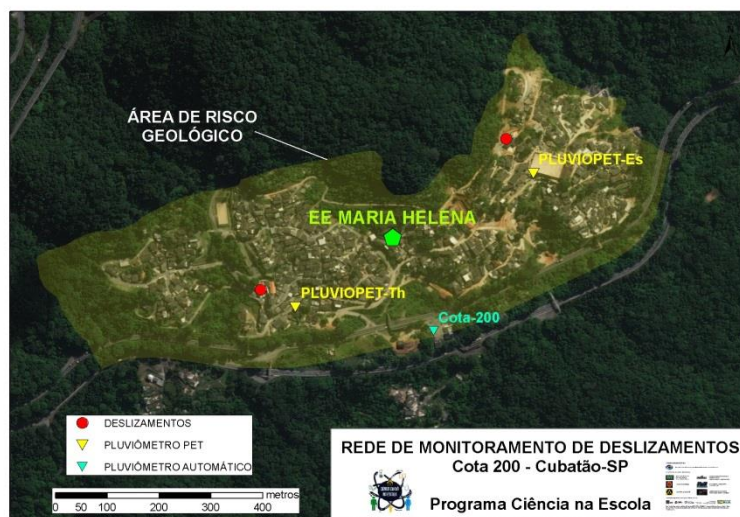 ÁREA DE RISCO
GEOLÓGICO
PLUVIOPET-Es
EE MARIA HELENA
PLUVIOPET-Th
Cota-200
DESLIZAMENTOS
PLUVIÔMETRO PET
PLUVIÔMETRO AUTOMÁTICO
metros
0 50 100 200 300 400
REDE DE MONITORAMENTO DE DESLIZAMENTOS
Cota 200 - Cubatão-SP
Programa Ciência na Escola